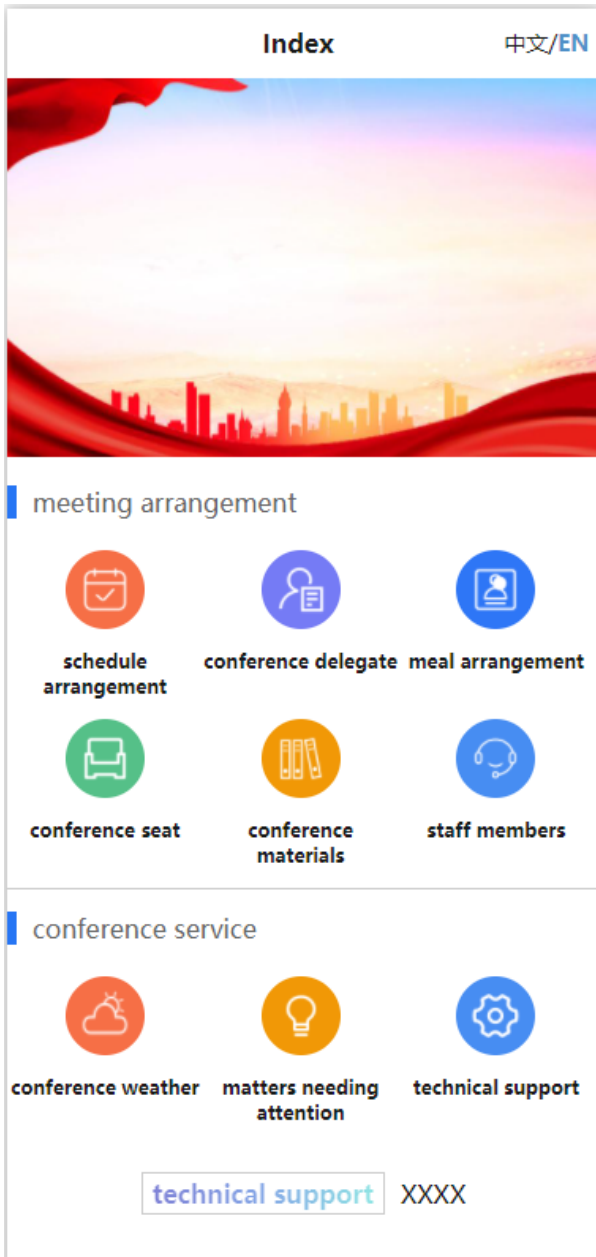 Index
中文/EN
meeting arrangement
schedule
arrangement
conference delegate
meal arrangement
conference seat
conference
materials
staff members
conference service
conference weather
matters needing
attention
technical support
technical support XXXX